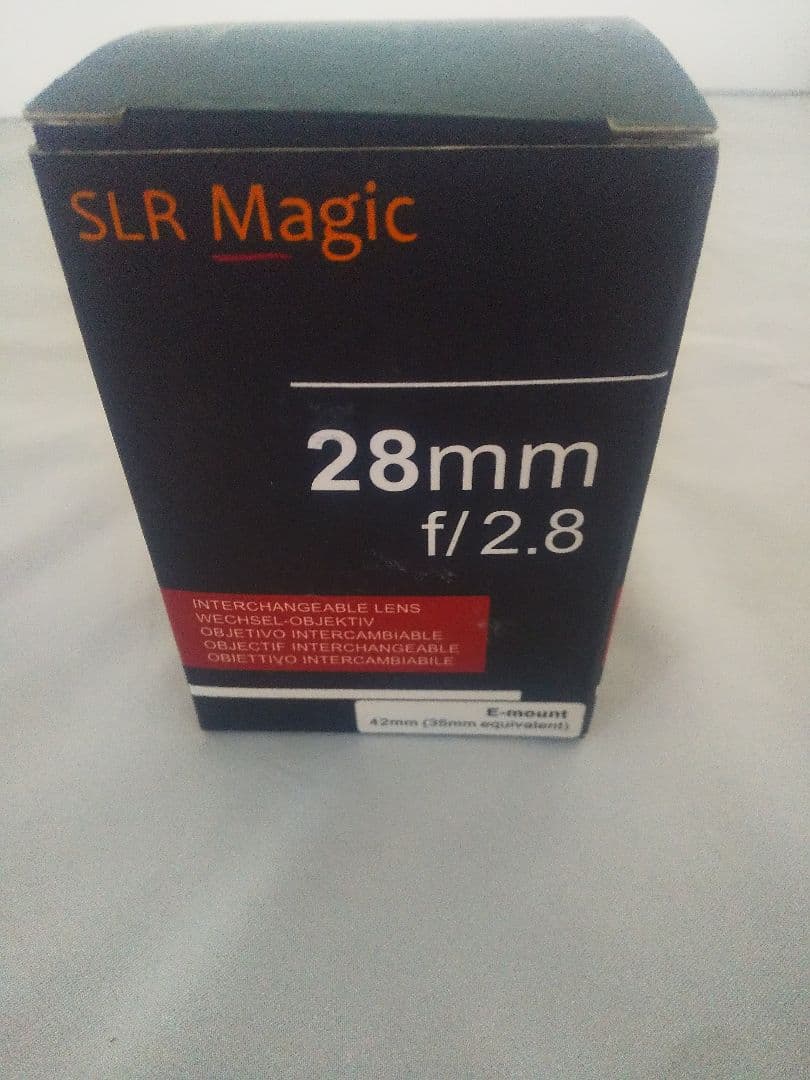 SLR Magic
28mm
f/2.8
INTERCHANGEABLE LENS
WECHSEL-OBJEKTIV
OBJETIVO INTERCAMBIABLE
OBJECTIF INTERCHANGEABLE
OBIETTIVO INTERCAMBIABILE
E-mount
42mm (35mm equivalent)